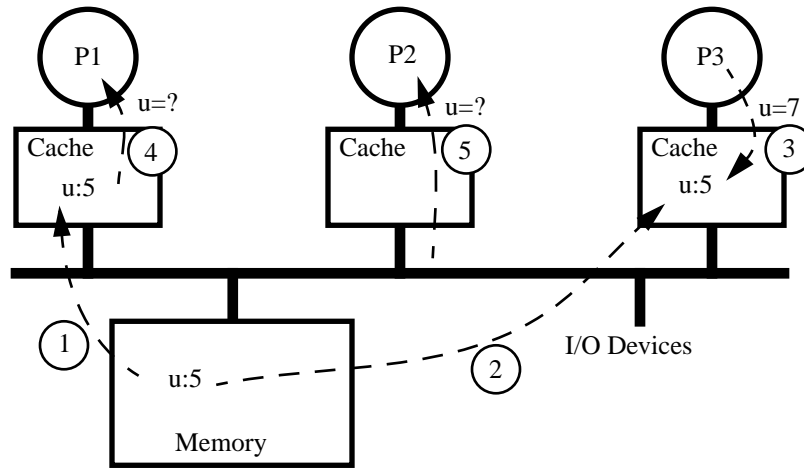 P1
P2
P3
u=?
u=?
u=7
Cache
4
Cache
5
Cache
3
u:5
u:5
1
2
I/O Devices
u:5
Memory